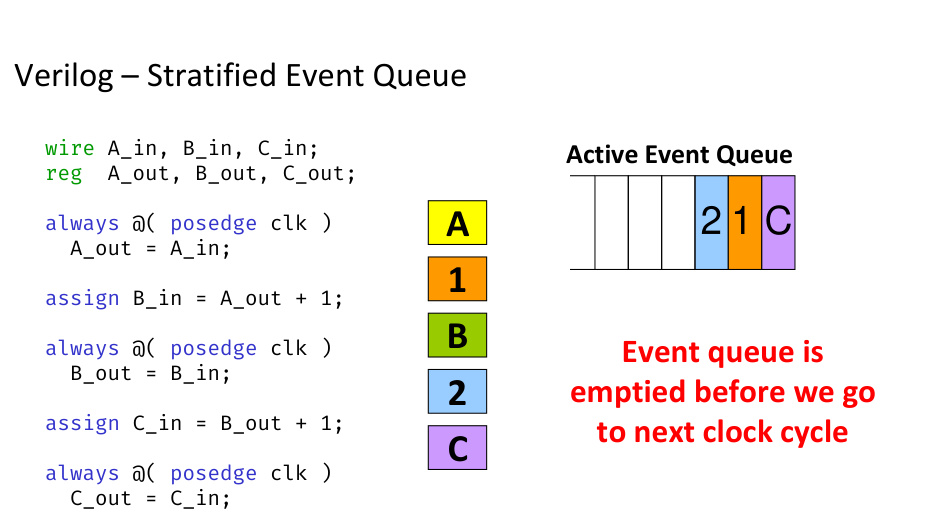 Verilog – Stratified Event Queue
wire A_in, B_in, C_in;
reg  A_out, B_out, C_out;
always @( posedge clk )
  A_out = A_in;
assign B_in = A_out + 1;
always @( posedge clk )
  B_out = B_in;
assign C_in = B_out + 1;
always @( posedge clk )
  C_out = C_in;
A
1
B
2
C
Active Event Queue
2 1 C
Event queue is
emptied before we go
to next clock cycle